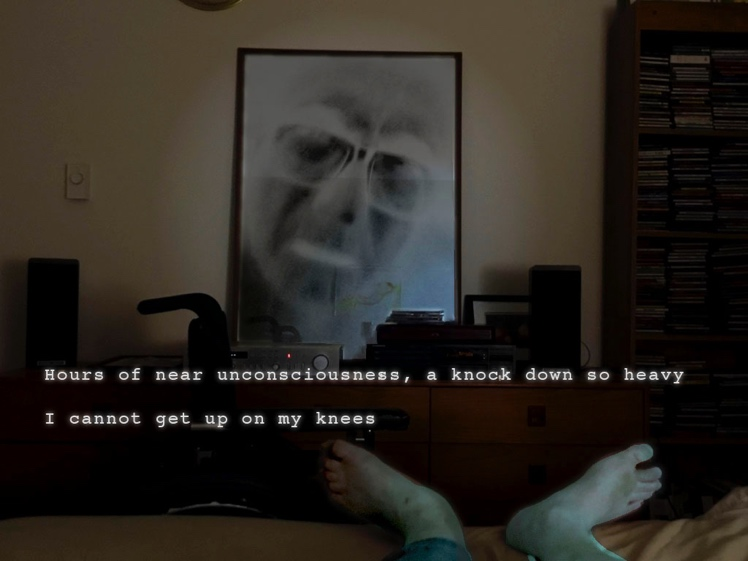 Hours of near unconsciousness, a knock down so heavy
I cannot get up on my knees